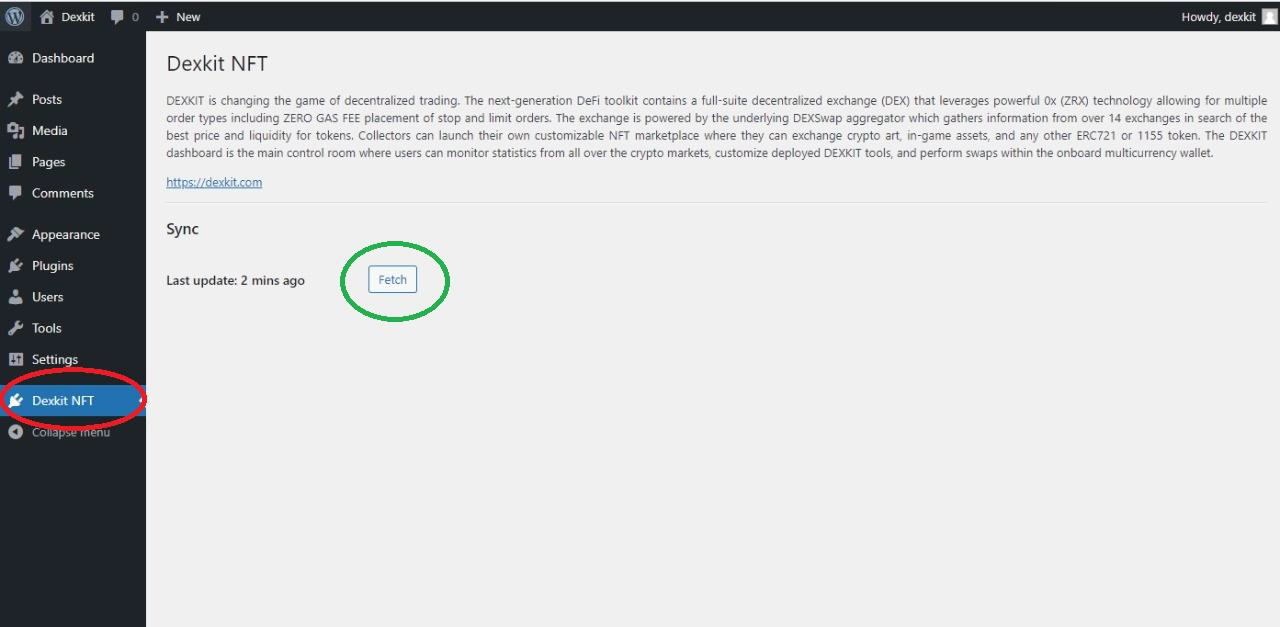 Dexkit 0 New Howdy, dexkit
Dashboard
Posts
Media
Pages
Comments
Appearance
Plugins
Users
Tools
Settings
Dexkit NFT
Collapse menu
Dexkit NFT
DEXKIT is changing the game of decentralized trading. The next-generation DeFi toolkit contains a full-suite decentralized exchange (DEX) that leverages powerful 0x (ZRX) technology allowing for multiple
order types including ZERO GAS FEE placement of stop and limit orders. The exchange is powered by the underlying DEXSwap aggregator which gathers information from over 14 exchanges in search of the
best price and liquidity for tokens. Collectors can launch their own customizable NFT marketplace where they can exchange crypto art, in-game assets, and any other ERC721 or 1155 token. The DEXKIT
dashboard is the main control room where users can monitor statistics from all over the crypto markets, customize deployed DEXKIT tools, and perform swaps within the onboard multicurrency wallet.
https://dexkit.com
Sync
Last update: 2 mins ago Fetch